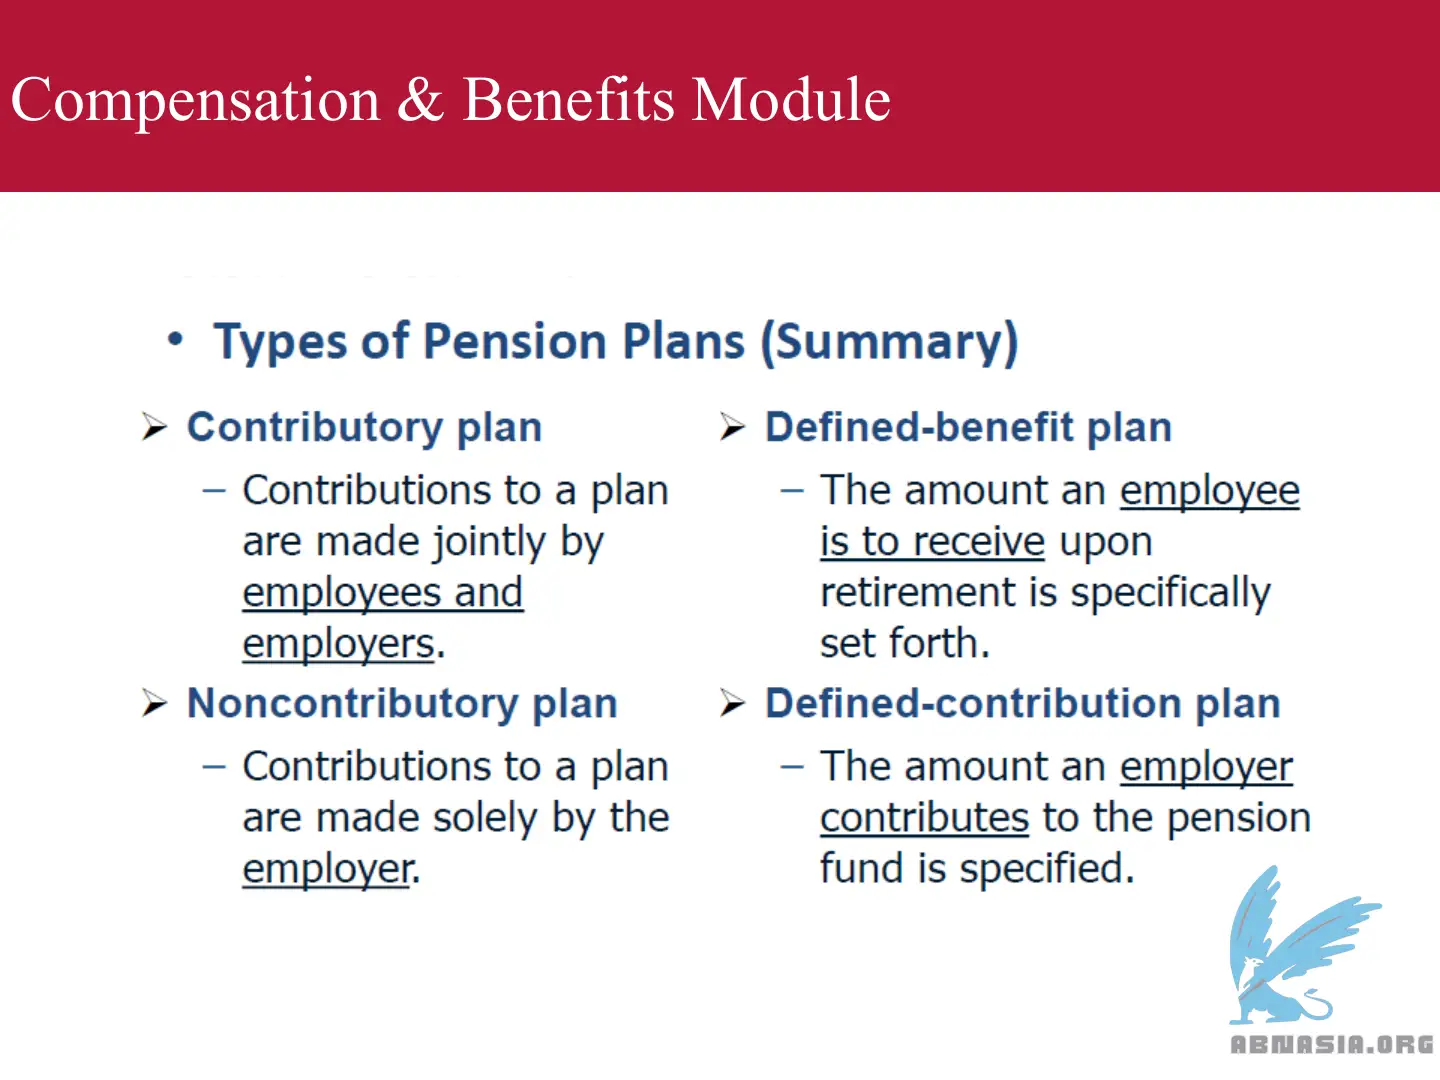 Compensation & Benefits Module
• Types of Pension Plans (Summary)
➢ Contributory plan
– Contributions to a plan
are made jointly by
employees and
employers.
➢ Noncontributory plan
– Contributions to a plan
are made solely by the
employer.
➢ Defined-benefit plan
– The amount an employee
is to receive upon
retirement is specifically
set forth.
➢ Defined-contribution plan
– The amount an employer
contributes to the pension
fund is specified.
ABNASIA.ORG